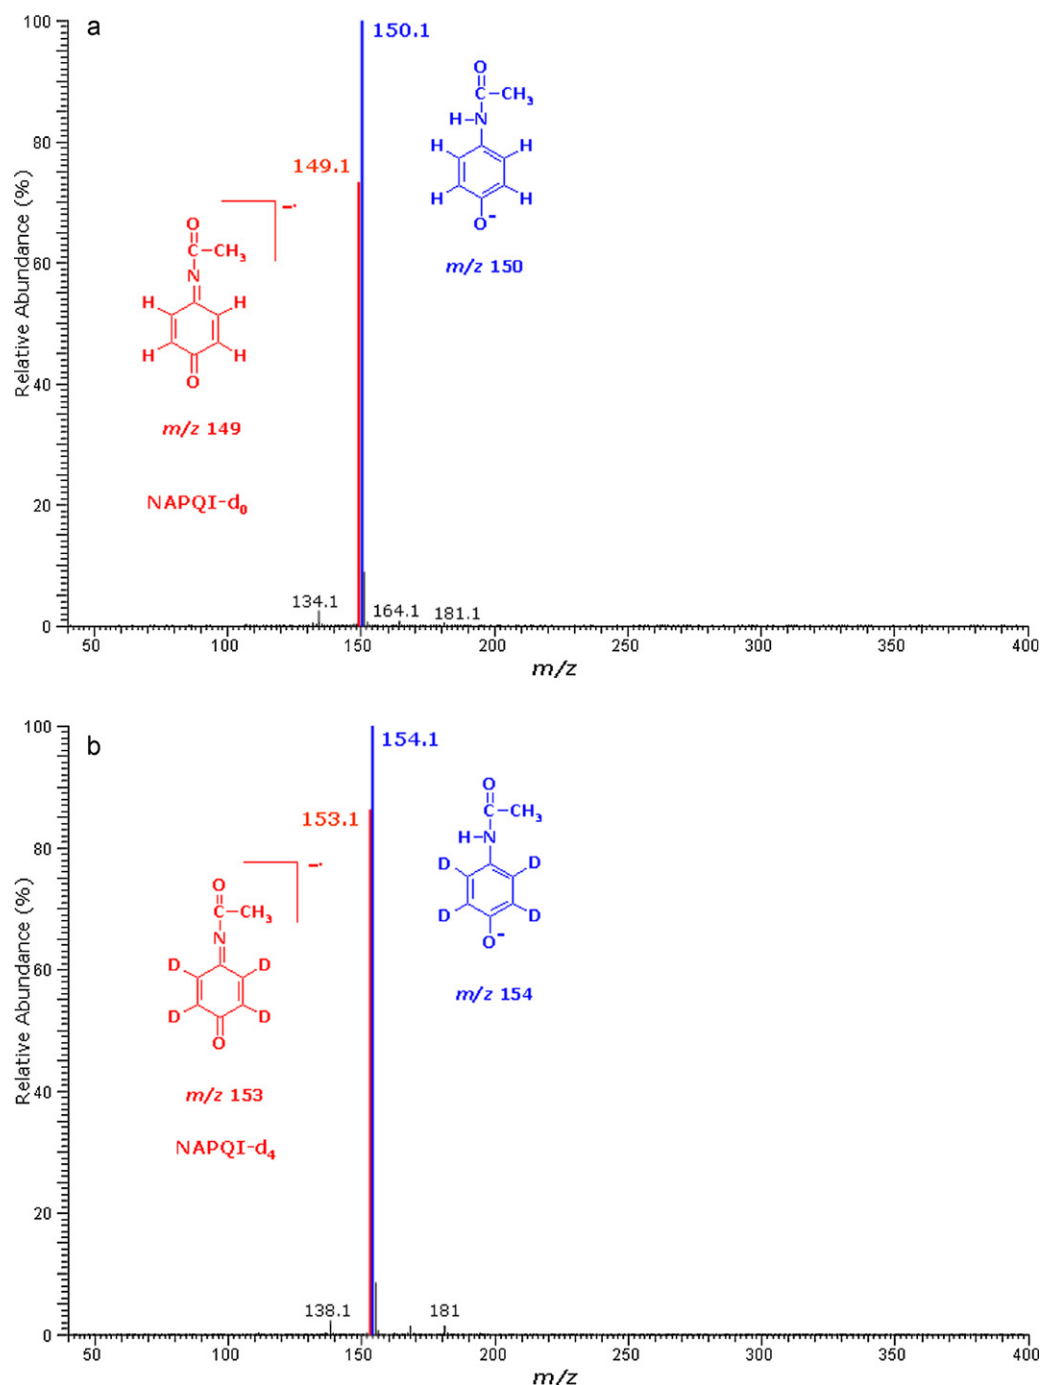 a
100
80
60
40
20
0
Relative Abundance (%)
150.1
149.1
O
C–CH₃
H–N
H H
H H
O⁻
m/z 150
−·
O
C–CH₃
N
H H
H H
O
m/z 149
NAPQI-d₀
134.1
164.1
181.1
50 100 150 200 250 300 350 400
m/z
b
100
80
60
40
20
0
Relative Abundance (%)
154.1
153.1
O
C–CH₃
H–N
D D
D D
O⁻
m/z 154
−·
O
C–CH₃
N
D D
D D
O
m/z 153
NAPQI-d₄
138.1
181
50 100 150 200 250 300 350 400
m/z